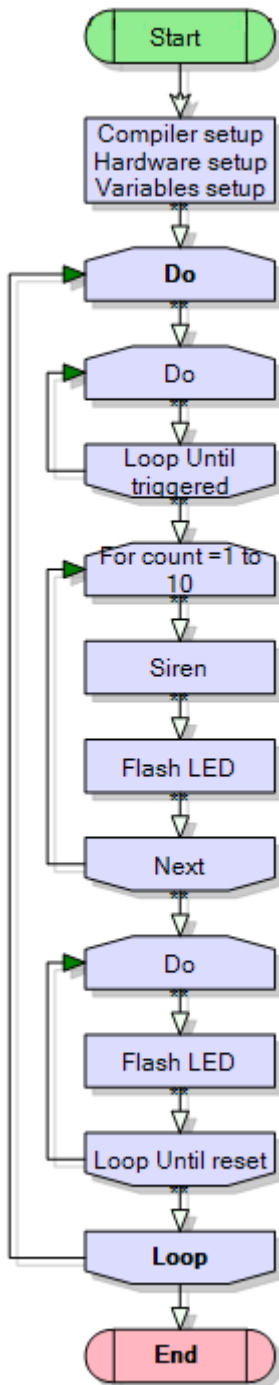 Start
Compiler setup
Hardware setup
Variables setup
Do
Do
Loop Until
triggered
For count =1 to
10
Siren
Flash LED
Next
Do
Flash LED
Loop Until reset
Loop
End